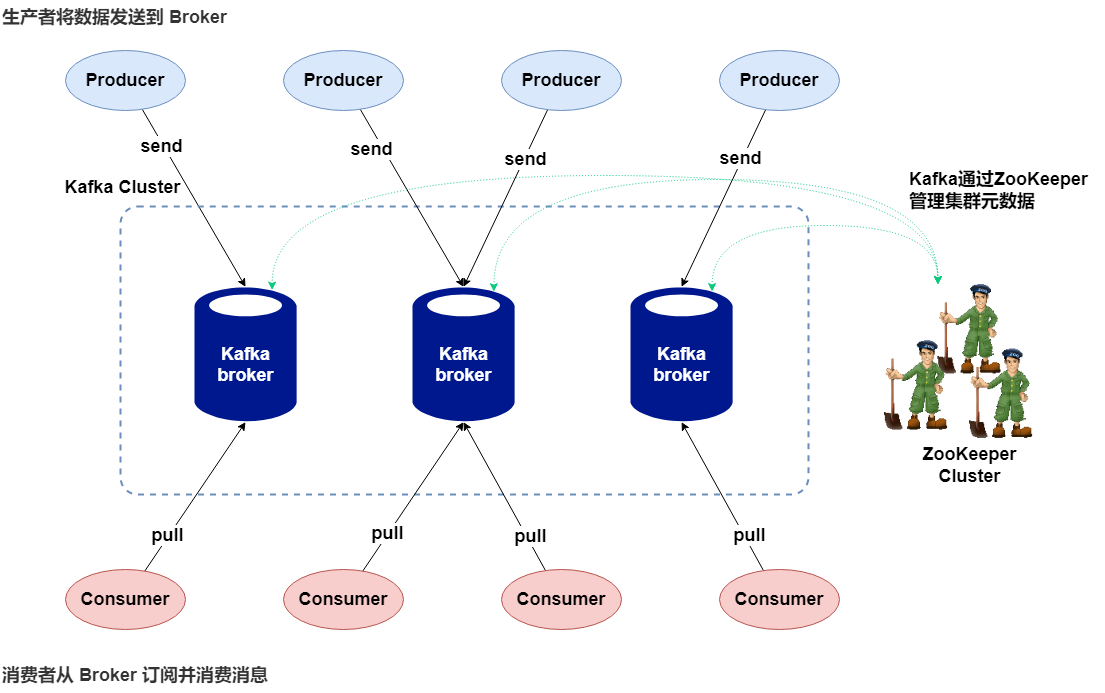 生产者将数据发送到 Broker
Producer
Producer
Producer
Producer
send
send
send
send
Kafka Cluster
Kafka通过ZooKeeper
管理集群元数据
Kafka
broker
Kafka
broker
Kafka
broker
ZooKeeper
Cluster
pull
pull
pull
pull
Consumer
Consumer
Consumer
Consumer
消费者从 Broker 订阅并消费消息